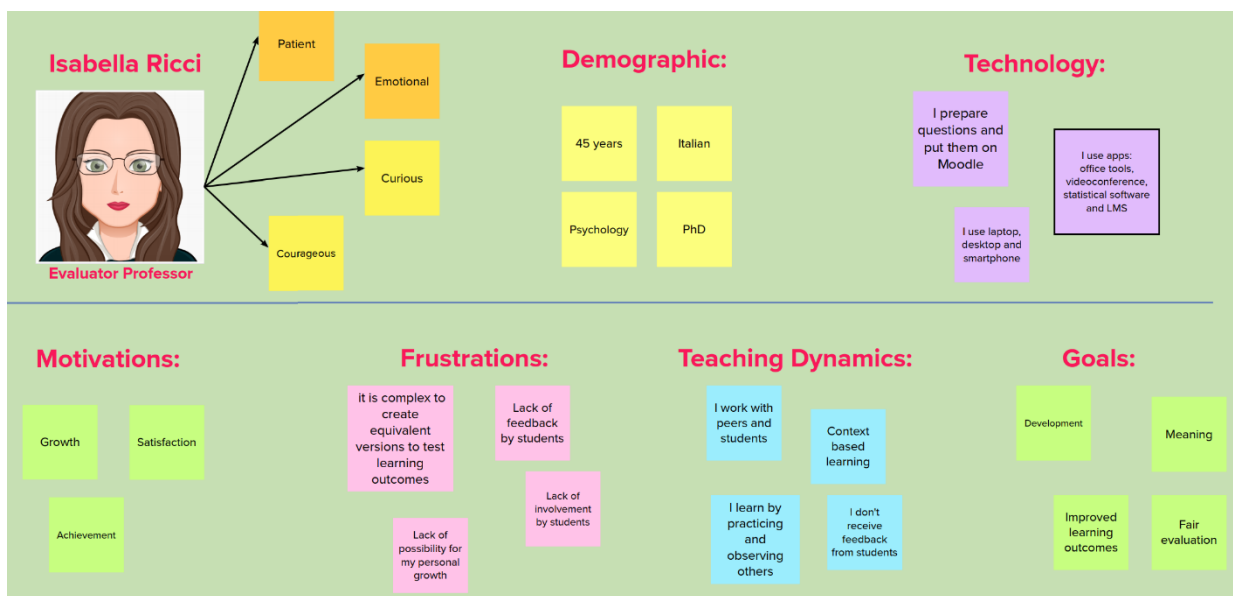 Isabella Ricci
Evaluator Professor
Patient
Emotional
Curious
Courageous
Demographic:
45 years
Italian
Psychology
PhD
Technology:
I prepare
questions and
put them on
Moodle
I use apps:
office tools,
videoconference,
statistical software
and LMS
I use laptop,
desktop and
smartphone
Motivations:
Growth
Satisfaction
Achievement
Frustrations:
it is complex to
create
equivalent
versions to test
learning
outcomes
Lack of
feedback
by students
Lack of
involvement
by students
Lack of
possibility for
my personal
growth
Teaching Dynamics:
I work with
peers and
students
Context
based
learning
I learn by
practicing
and
observing
others
I don't
receive
feedback
from students
Goals:
Development
Meaning
Improved
learning
outcomes
Fair
evaluation